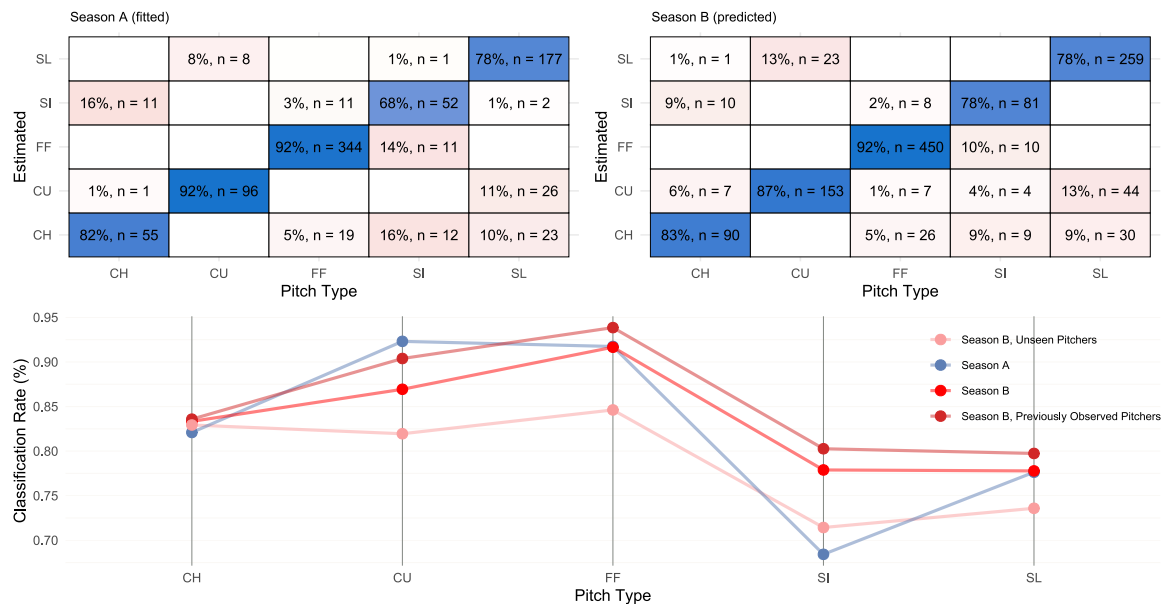 Season A (fitted)
Season B (predicted)
SL
8%, n = 8
1%, n = 1
78%, n = 177
SI
16%, n = 11
3%, n = 11
68%, n = 52
1%, n = 2
FF
92%, n = 344
14%, n = 11
CU
1%, n = 1
92%, n = 96
11%, n = 26
CH
82%, n = 55
5%, n = 19
16%, n = 12
10%, n = 23
Estimated
CH
CU
FF
SI
SL
Pitch Type
SL
1%, n = 1
13%, n = 23
78%, n = 259
SI
9%, n = 10
2%, n = 8
78%, n = 81
FF
92%, n = 450
10%, n = 10
CU
6%, n = 7
87%, n = 153
1%, n = 7
4%, n = 4
13%, n = 44
CH
83%, n = 90
5%, n = 26
9%, n = 9
9%, n = 30
Estimated
CH
CU
FF
SI
SL
Pitch Type
0.95
0.90
0.85
0.80
0.75
0.70
Classification Rate (%)
Season B, Unseen Pitchers
Season A
Season B
Season B, Previously Observed Pitchers
CH
CU
FF
SI
SL
Pitch Type